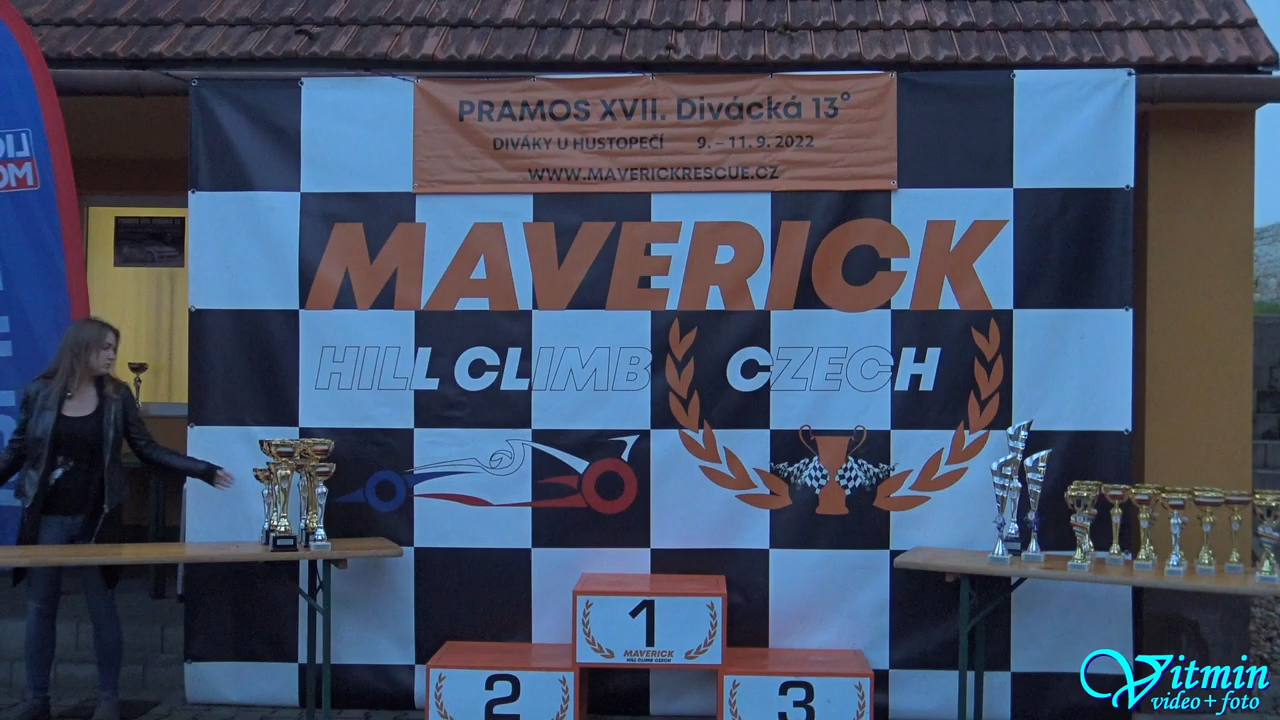 PRAMOS XVII. Divácká 13°
DIVÁKY U HUSTOPEČÍ 9. – 11. 9. 2022
WWW.MAVERICKRESCUE.CZ
MAVERICK
HILL CLIMB CZECH
1
MAVERICK
HILL CLIMB CZECH
2
3
Vitmin
video+foto